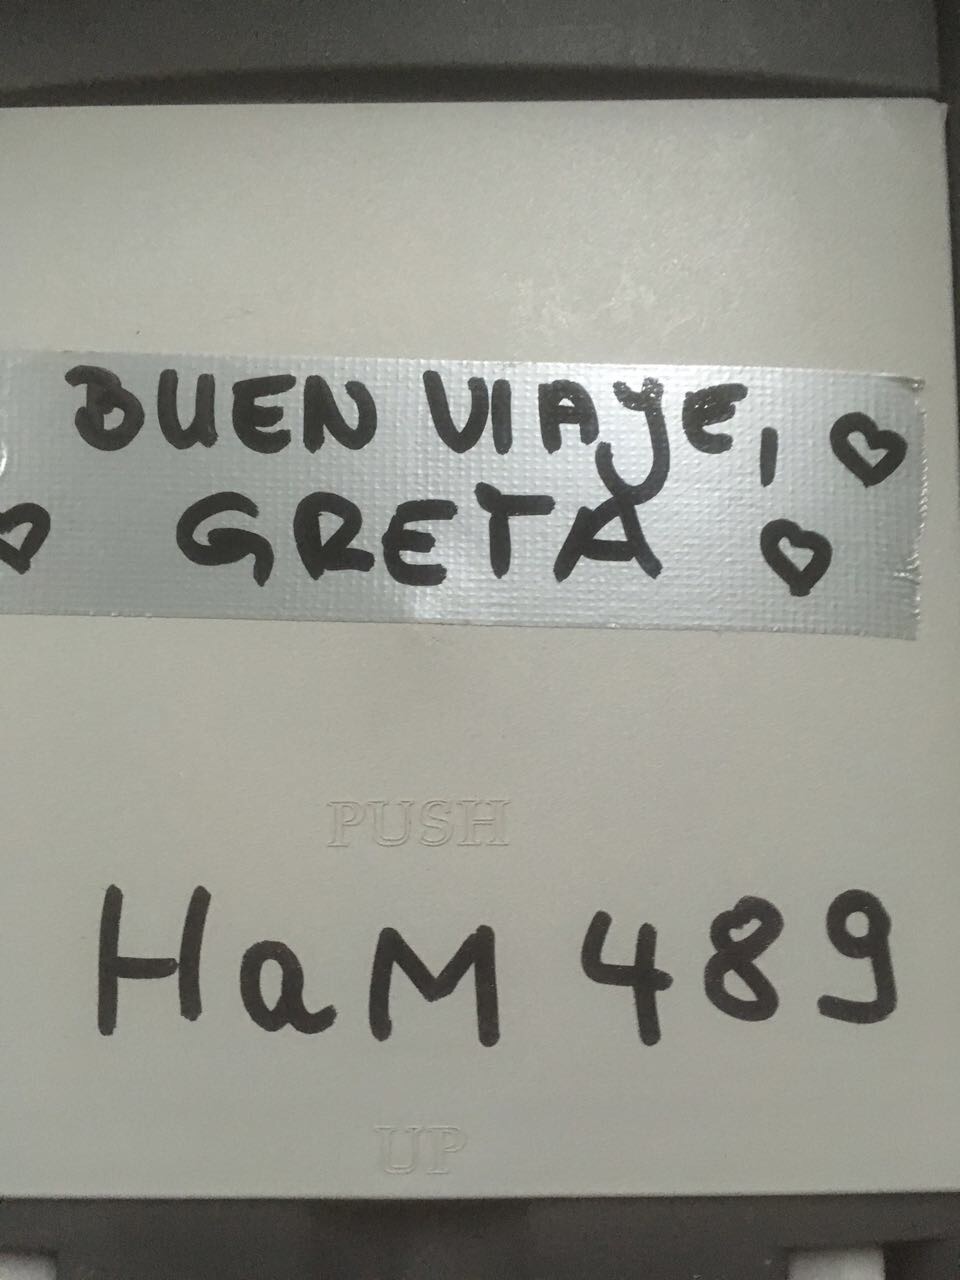 BUEN VIAJE,
GRETA
PUSH
HaM 489
UP